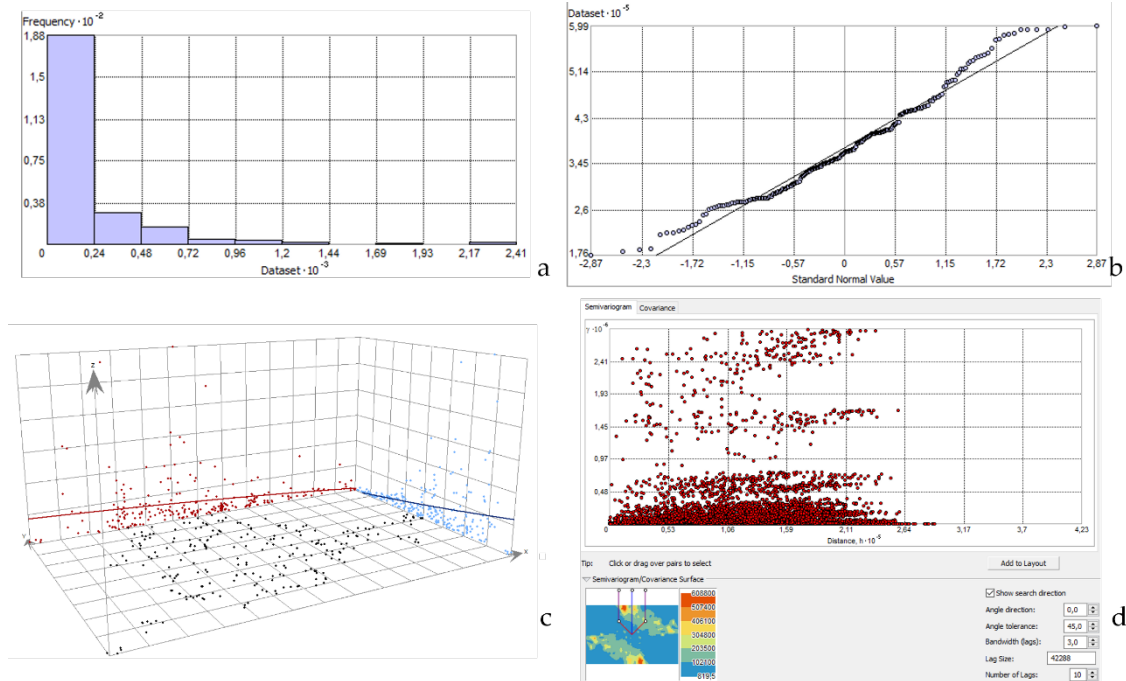 Frequency · 10⁻²
1,88
1,5
1,13
0,75
0,38
0 0,24 0,48 0,72 0,96 1,2 1,44 1,69 1,93 2,17 2,41
Dataset · 10⁻³
a
Dataset · 10⁻⁵
5,99
5,14
4,3
3,45
2,6
1,76
-2,87 -2,3 -1,72 -1,15 -0,57 0 0,57 1,15 1,72 2,3 2,87
Standard Normal Value
b
Z
Y
X
c
Semivariogram Covariance
γ · 10⁻⁶
2,41
1,93
1,45
0,97
0,48
0 0,53 1,06 1,59 2,11 2,64 3,17 3,7 4,23
Distance, h · 10⁻⁵
Tip: Click or drag over pairs to select
Add to Layout
Semivariogram/Covariance Surface
608800
507400
406100
304800
203500
102100
819,5
Show search direction
Angle direction: 0,0
Angle tolerance: 45,0
Bandwidth (lags): 3,0
Lag Size: 42288
Number of Lags: 10
d